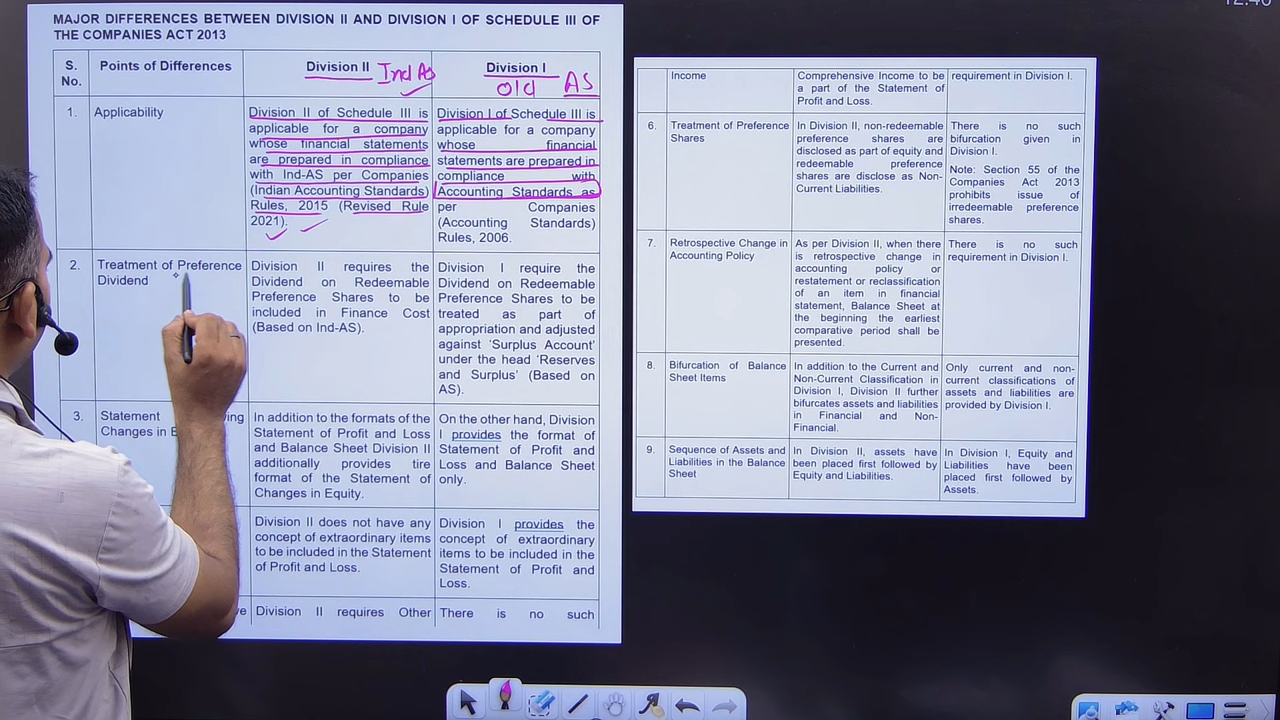 12:40
MAJOR DIFFERENCES BETWEEN DIVISION II AND DIVISION I OF SCHEDULE III OF
THE COMPANIES ACT 2013
S. No.
Points of Differences
Division II Ind AS
Division I
Old AS
1.
Applicability
Division II of Schedule III is
applicable for a company
whose financial statements
are prepared in compliance
with Ind-AS per Companies
(Indian Accounting Standards)
Rules, 2015 (Revised Rule
2021).
Division I of Schedule III is
applicable for a company
whose financial
statements are prepared in
compliance with
Accounting Standards as
per Companies
(Accounting Standards)
Rules, 2006.
2.
Treatment of Preference
Dividend
Division II requires the
Dividend on Redeemable
Preference Shares to be
included in Finance Cost
(Based on Ind-AS).
Division I require the
Dividend on Redeemable
Preference Shares to be
treated as part of
appropriation and adjusted
against 'Surplus Account'
under the head 'Reserves
and Surplus' (Based on
AS).
3.
Statement
Changes in
In addition to the formats of the
Statement of Profit and Loss
and Balance Sheet Division II
additionally provides tire
format of the Statement of
Changes in Equity.
On the other hand, Division
I provides the format of
Statement of Profit and
Loss and Balance Sheet
only.
Division II does not have any
concept of extraordinary items
to be included in the Statement
of Profit and Loss.
Division I provides the
concept of extraordinary
items to be included in the
Statement of Profit and
Loss.
Division II requires Other
There is no such
Income
Comprehensive Income to be
a part of the Statement of
Profit and Loss.
requirement in Division I.
6.
Treatment of Preference
Shares
In Division II, non-redeemable
preference shares are
disclosed as part of equity and
redeemable preference
shares are disclose as Non-
Current Liabilities.
There is no such
bifurcation given in
Division I.
Note: Section 55 of the
Companies Act 2013
prohibits issue of
irredeemable preference
shares.
7.
Retrospective Change in
Accounting Policy
As per Division II, when there
is retrospective change in
accounting policy or
restatement or reclassification
of an item in financial
statement, Balance Sheet at
the beginning the earliest
comparative period shall be
presented.
There is no such
requirement in Division I.
8.
Bifurcation of Balance
Sheet Items
In addition to the Current and
Non-Current Classification in
Division I, Division II further
bifurcates assets and liabilities
in Financial and Non-
Financial.
Only current and non-
current classifications of
assets and liabilities are
provided by Division I.
9.
Sequence of Assets and
Liabilities in the Balance
Sheet
In Division II, assets have
been placed first followed by
Equity and Liabilities.
In Division I, Equity and
Liabilities have been
placed first followed by
Assets.